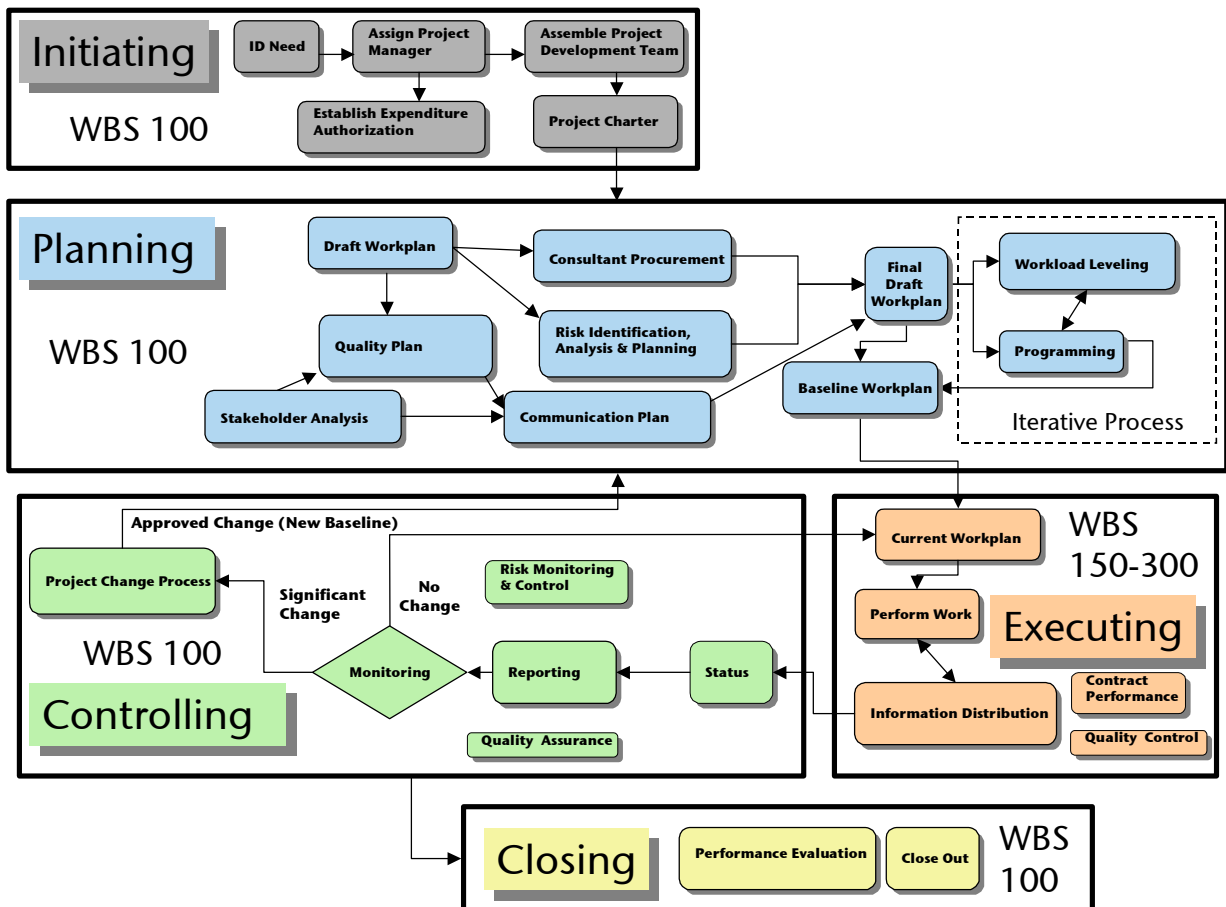 Initiating
WBS 100
ID Need
Assign Project
Manager
Assemble Project
Development Team
Establish Expenditure
Authorization
Project Charter
Planning
WBS 100
Draft Workplan
Consultant Procurement
Final
Draft
Workplan
Workload Leveling
Quality Plan
Risk Identification,
Analysis & Planning
Programming
Stakeholder Analysis
Communication Plan
Baseline Workplan
Iterative Process
Approved Change (New Baseline)
Project Change Process
Significant
Change
No
Change
Risk Monitoring
& Control
WBS 100
Controlling
Monitoring
Reporting
Status
Quality Assurance
Current Workplan
WBS
150-300
Perform Work
Executing
Information Distribution
Contract
Performance
Quality Control
Closing
Performance Evaluation
Close Out
WBS
100